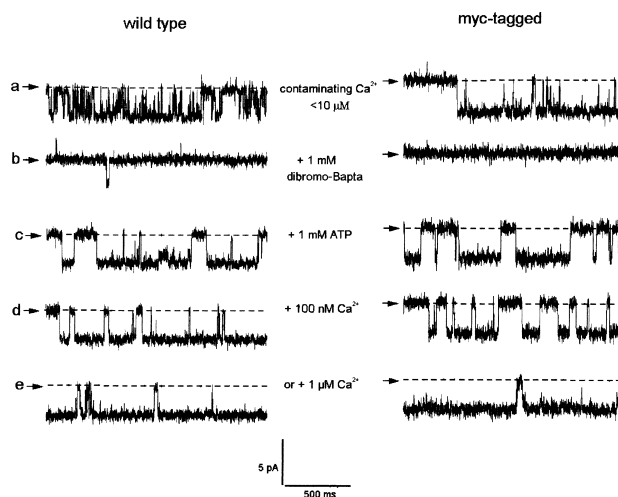 wild type
myc-tagged
a
contaminating Ca²⁺
<10 µM
b
+ 1 mM
dibromo-Bapta
c
+ 1 mM ATP
d
+ 100 nM Ca²⁺
e
or + 1 µM Ca²⁺
5 pA
500 ms